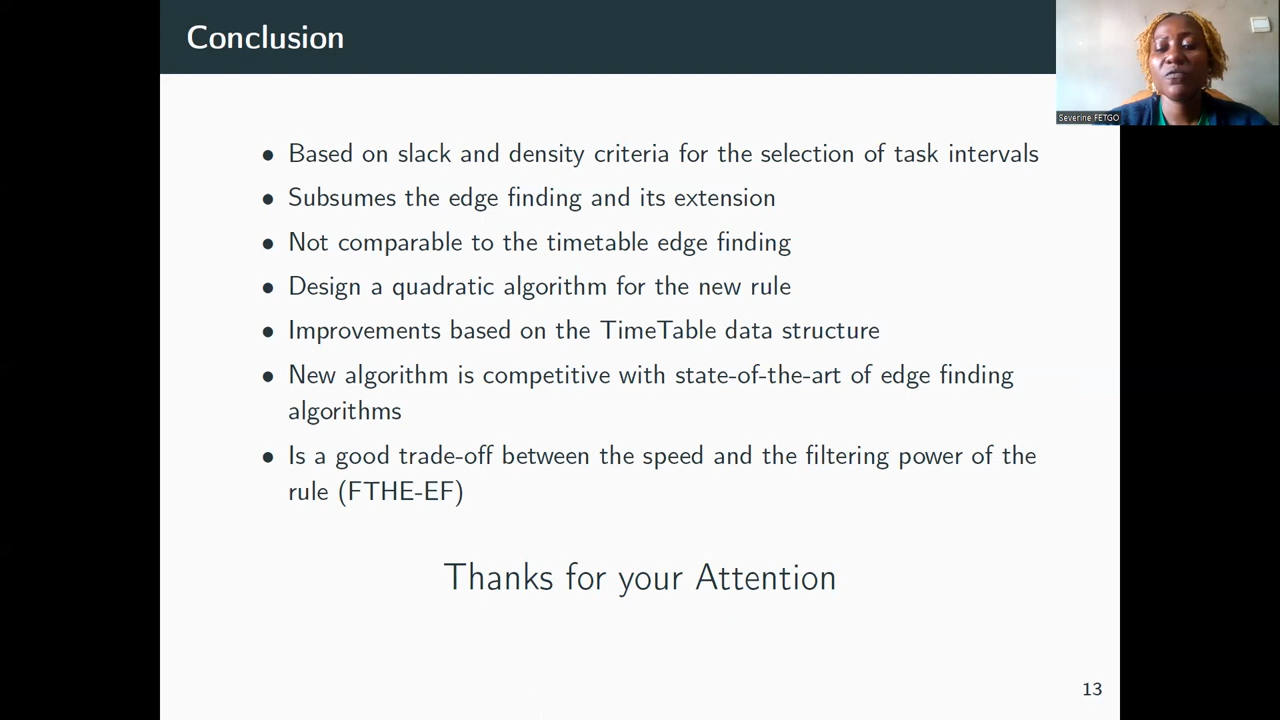 Conclusion
Severine FETGO
• Based on slack and density criteria for the selection of task intervals
• Subsumes the edge finding and its extension
• Not comparable to the timetable edge finding
• Design a quadratic algorithm for the new rule
• Improvements based on the TimeTable data structure
• New algorithm is competitive with state-of-the-art of edge finding
algorithms
• Is a good trade-off between the speed and the filtering power of the
rule (FTHE-EF)
Thanks for your Attention
13